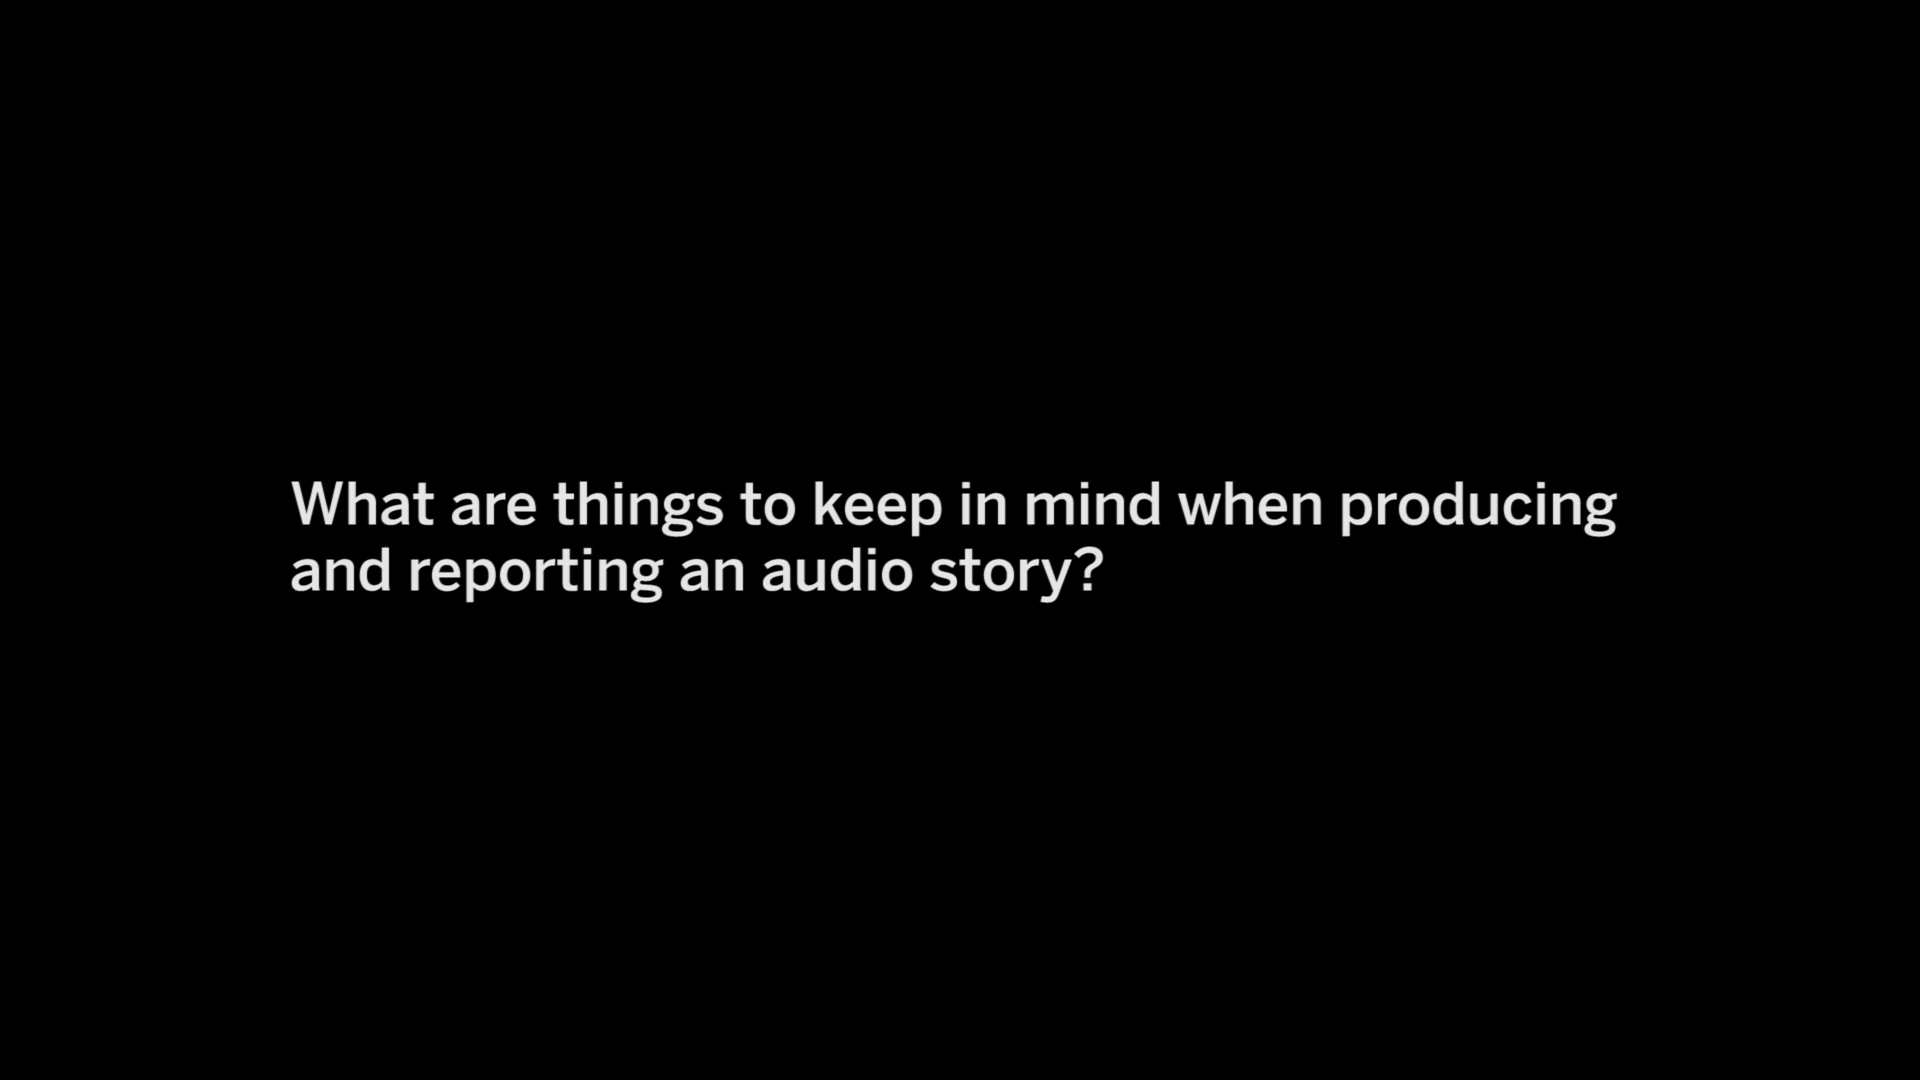 What are things to keep in mind when producing
and reporting an audio story?